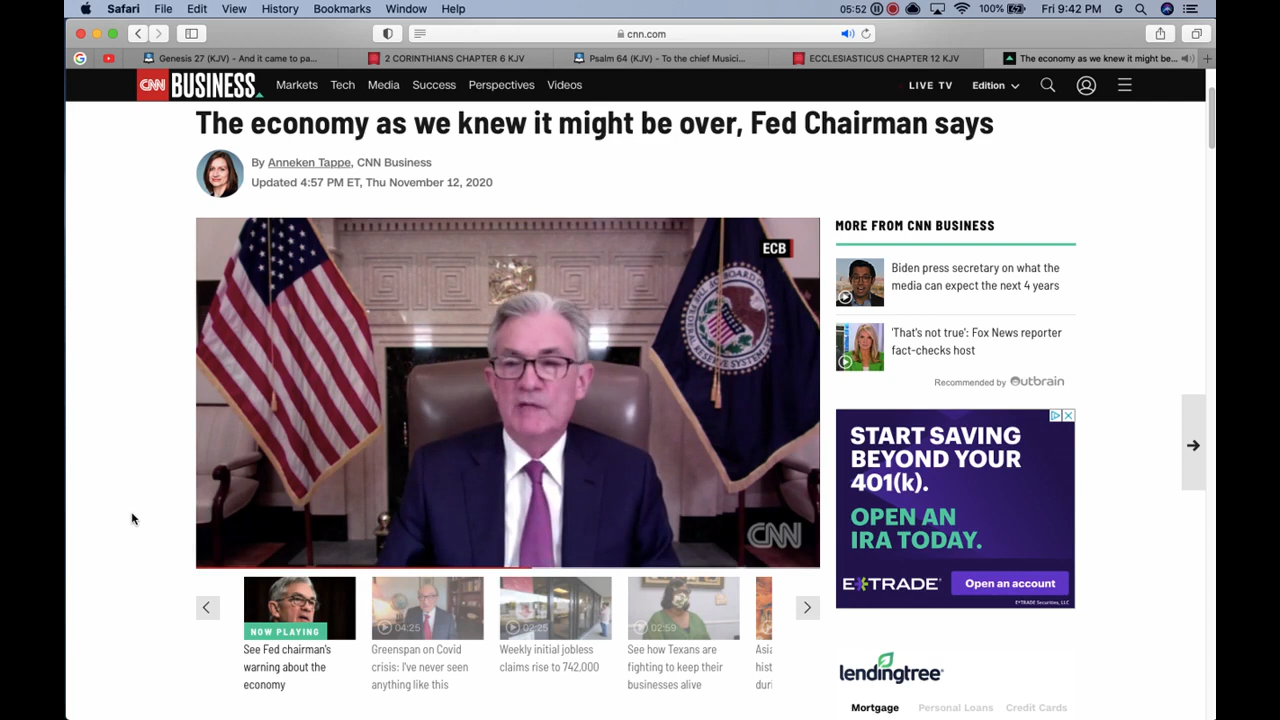 Safari File Edit View History Bookmarks Window Help 05:52 100% Fri 9:42 PM G
cnn.com
Genesis 27 (KJV) - And it came to pa... 2 CORINTHIANS CHAPTER 6 KJV Psalm 64 (KJV) - To the chief Musici... ECCLESIASTICUS CHAPTER 12 KJV The economy as we knew it might be...
CNN BUSINESS Markets Tech Media Success Perspectives Videos LIVE TV Edition
The economy as we knew it might be over, Fed Chairman says
By Anneken Tappe, CNN Business
Updated 4:57 PM ET, Thu November 12, 2020
ECB
CNN
NOW PLAYING
See Fed chairman's
warning about the
economy
04:25
Greenspan on Covid
crisis: I've never seen
anything like this
02:25
Weekly initial jobless
claims rise to 742,000
02:59
See how Texans are
fighting to keep their
businesses alive
Asia
hist
duri
MORE FROM CNN BUSINESS
Biden press secretary on what the
media can expect the next 4 years
'That's not true': Fox News reporter
fact-checks host
Recommended by Outbrain
START SAVING
BEYOND YOUR
401(k).
OPEN AN
IRA TODAY.
E*TRADE Open an account
E*TRADE Securities, LLC
lendingtree
Mortgage Personal Loans Credit Cards